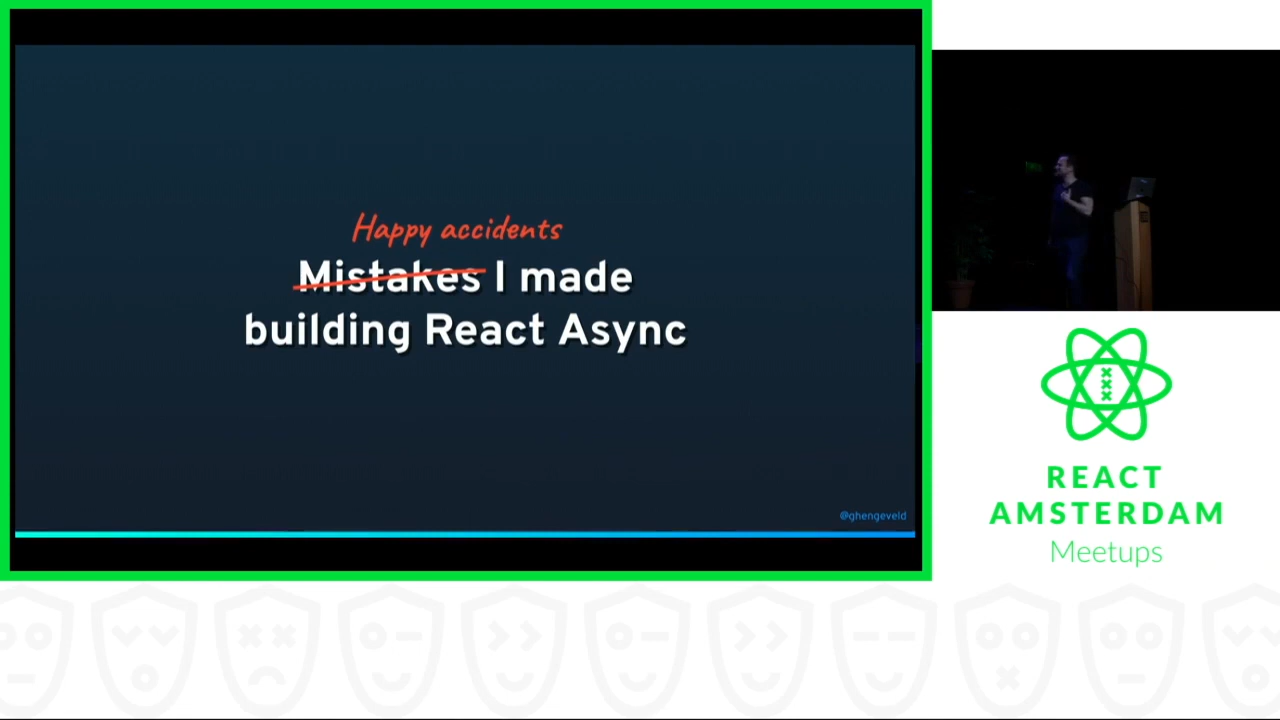 Happy accidents
Mistakes I made
building React Async
@ghengeveld
REACT
AMSTERDAM
Meetups